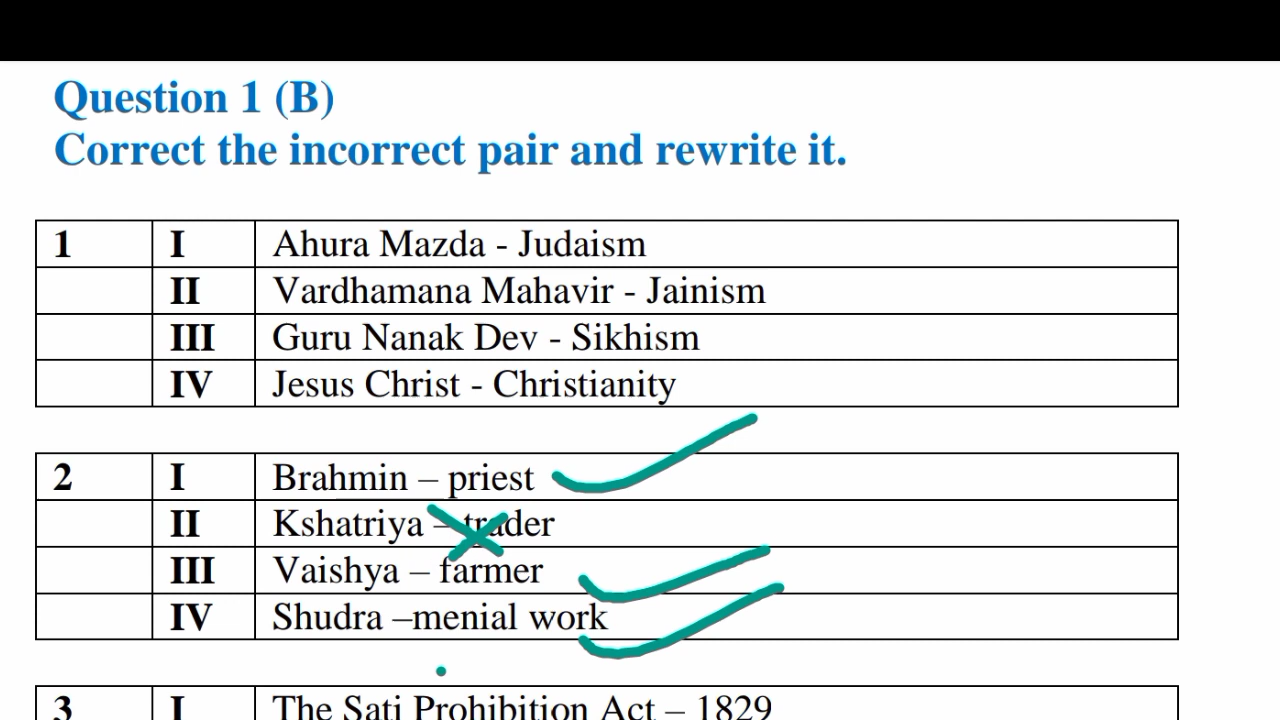 Question 1 (B)
Correct the incorrect pair and rewrite it.
1 I Ahura Mazda - Judaism
II Vardhamana Mahavir - Jainism
III Guru Nanak Dev - Sikhism
IV Jesus Christ - Christianity
2 I Brahmin – priest
II Kshatriya – trader
III Vaishya – farmer
IV Shudra –menial work
3 I The Sati Prohibition Act – 1829